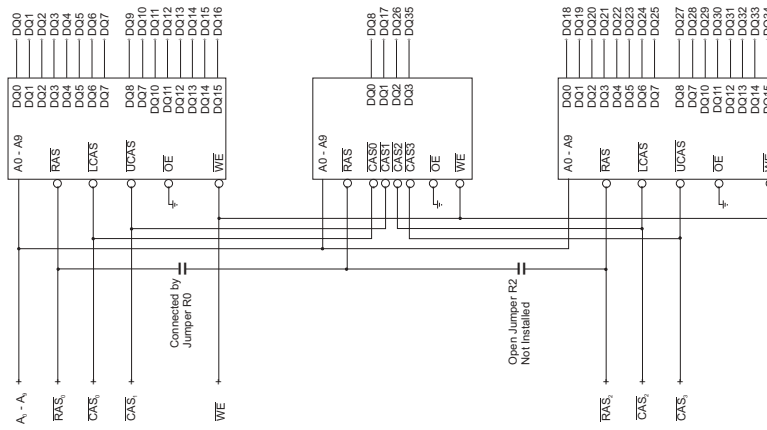 DQ0
DQ1
DQ2
DQ3
DQ4
DQ5
DQ6
DQ7
DQ9
DQ10
DQ11
DQ12
DQ13
DQ14
DQ15
DQ16
DQ8
DQ17
DQ26
DQ35
DQ18
DQ19
DQ20
DQ21
DQ22
DQ23
DQ24
DQ25
DQ27
DQ28
DQ29
DQ30
DQ31
DQ32
DQ33
DQ34
DQ0
DQ1
DQ2
DQ3
DQ4
DQ5
DQ6
DQ7
DQ8
DQ7
DQ10
DQ11
DQ12
DQ13
DQ14
DQ15
A0 - A9
RAS
LCAS
UCAS
OE
WE
DQ0
DQ1
DQ2
DQ3
A0 - A9
RAS
CAS0
CAS1
CAS2
CAS3
OE
WE
DQ0
DQ1
DQ2
DQ3
DQ4
DQ5
DQ6
DQ7
DQ8
DQ7
DQ10
DQ11
DQ12
DQ13
DQ14
DQ15
A0 - A9
RAS
LCAS
UCAS
OE
WE
Connected by
Jumper R0
Open Jumper R2
Not Installed
A₀ - A₉
RAS₀
CAS₀
CAS₁
WE
RAS₂
CAS₂
CAS₃